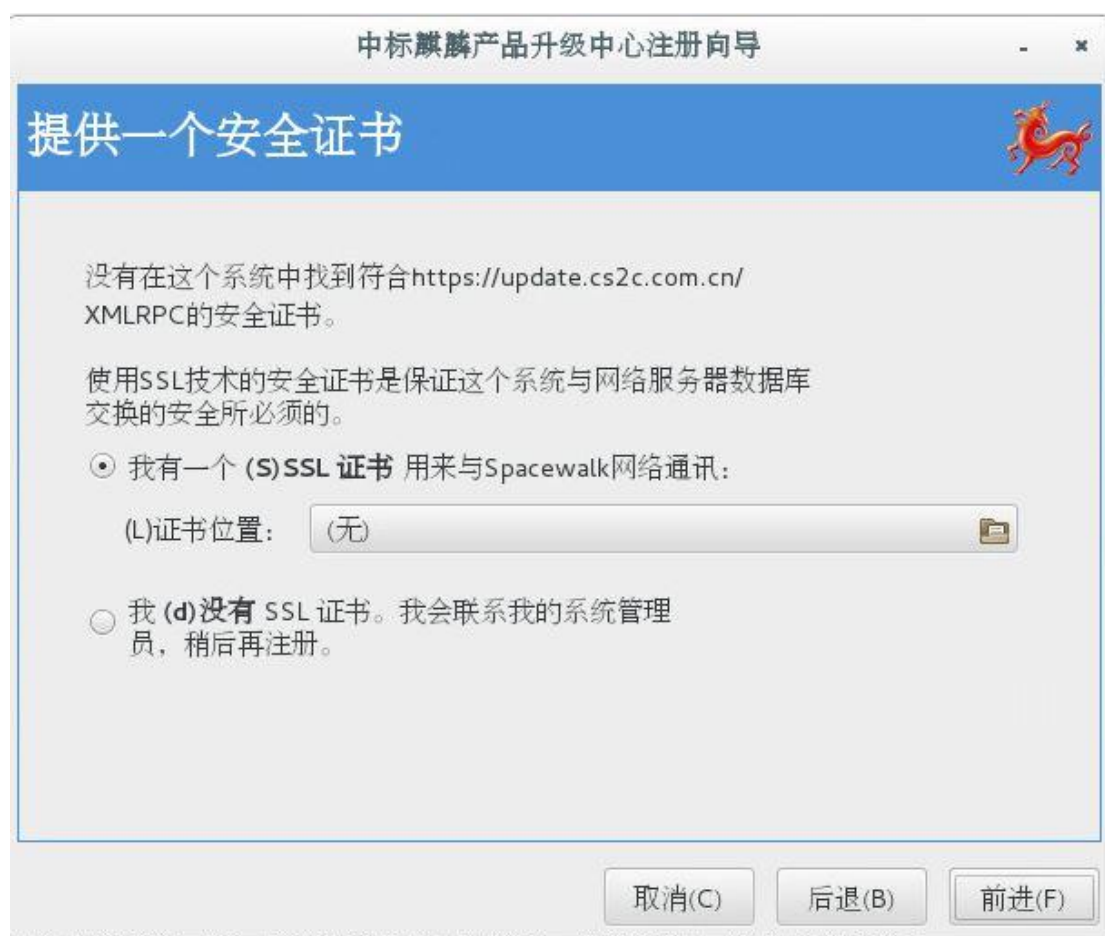 中标麒麟产品升级中心注册向导
提供一个安全证书
没有在这个系统中找到符合https://update.cs2c.com.cn/
XMLRPC的安全证书。
使用SSL技术的安全证书是保证这个系统与网络服务器数据库
交换的安全所必须的。
我有一个 (S)SSL 证书 用来与Spacewalk网络通讯：
(L)证书位置： (无)
我 (d)没有 SSL 证书。我会联系我的系统管理
员，稍后再注册。
取消(C) 后退(B) 前进(F)